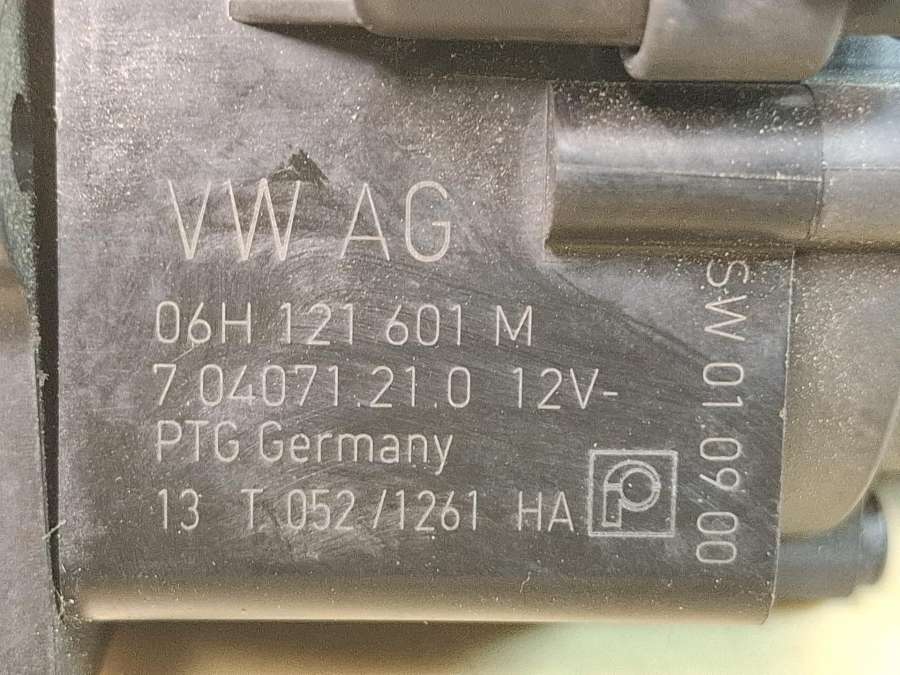 VW AG
06H 121 601 M
7.04071.21.0 12V-
PTG Germany
13 T. 052 /1261 HA
SW 01 09 00